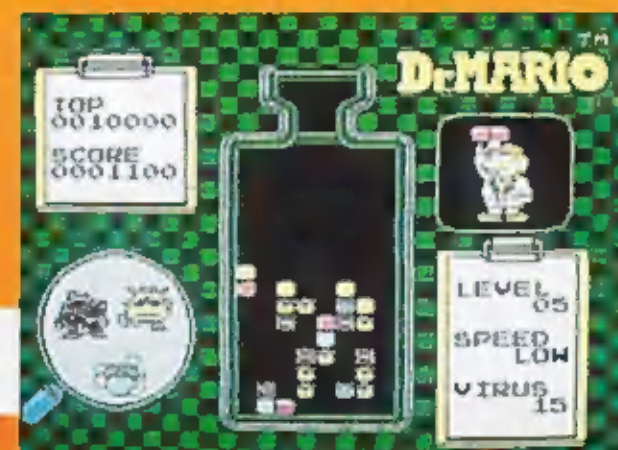 TOP
0010000
SCORE
0001100
Dr.MARIO
TM
LEVEL
05
SPEED
LOW
VIRUS
15